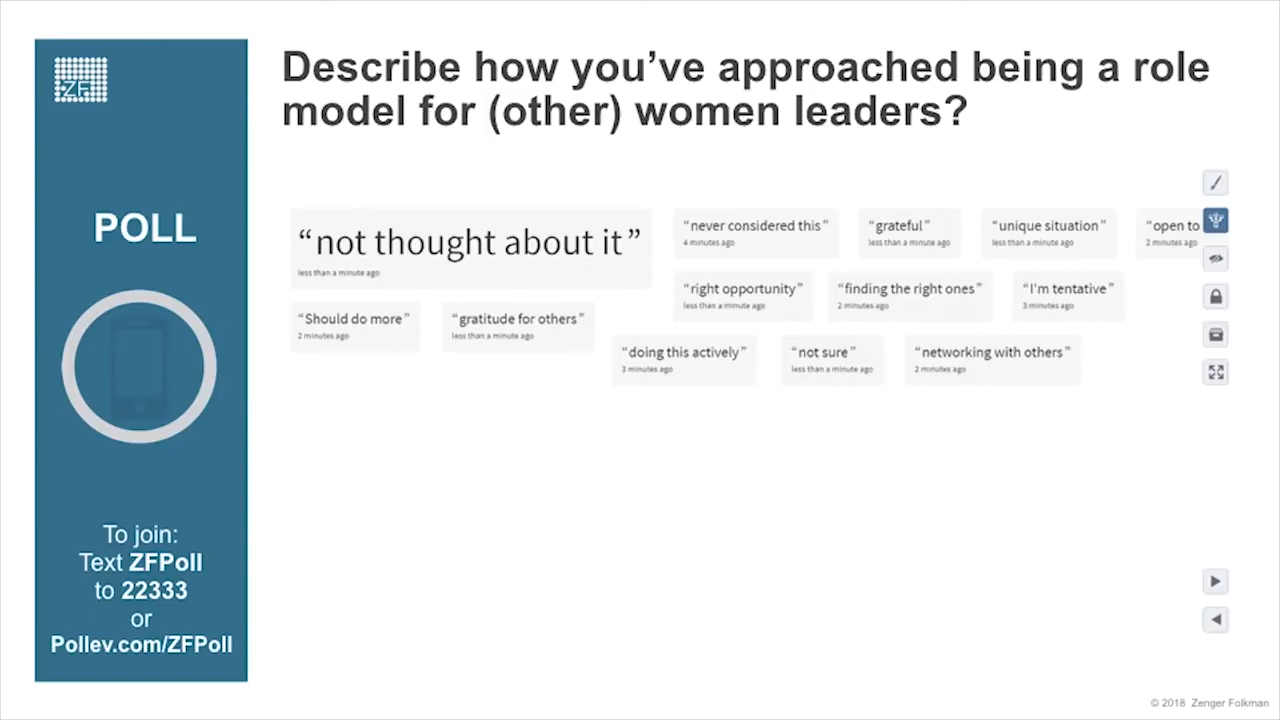 ZF
Describe how you’ve approached being a role
model for (other) women leaders?
POLL
To join:
Text ZFPoll
to 22333
or
Pollev.com/ZFPoll
“not thought about it”
less than a minute ago
“never considered this”
4 minutes ago
“grateful”
less than a minute ago
“unique situation”
less than a minute ago
“open to
2 minutes ago
“right opportunity”
less than a minute ago
“finding the right ones”
2 minutes ago
“I'm tentative”
3 minutes ago
“Should do more”
2 minutes ago
“gratitude for others”
less than a minute ago
“doing this actively”
3 minutes ago
“not sure”
less than a minute ago
“networking with others”
2 minutes ago
© 2018 Zenger Folkman